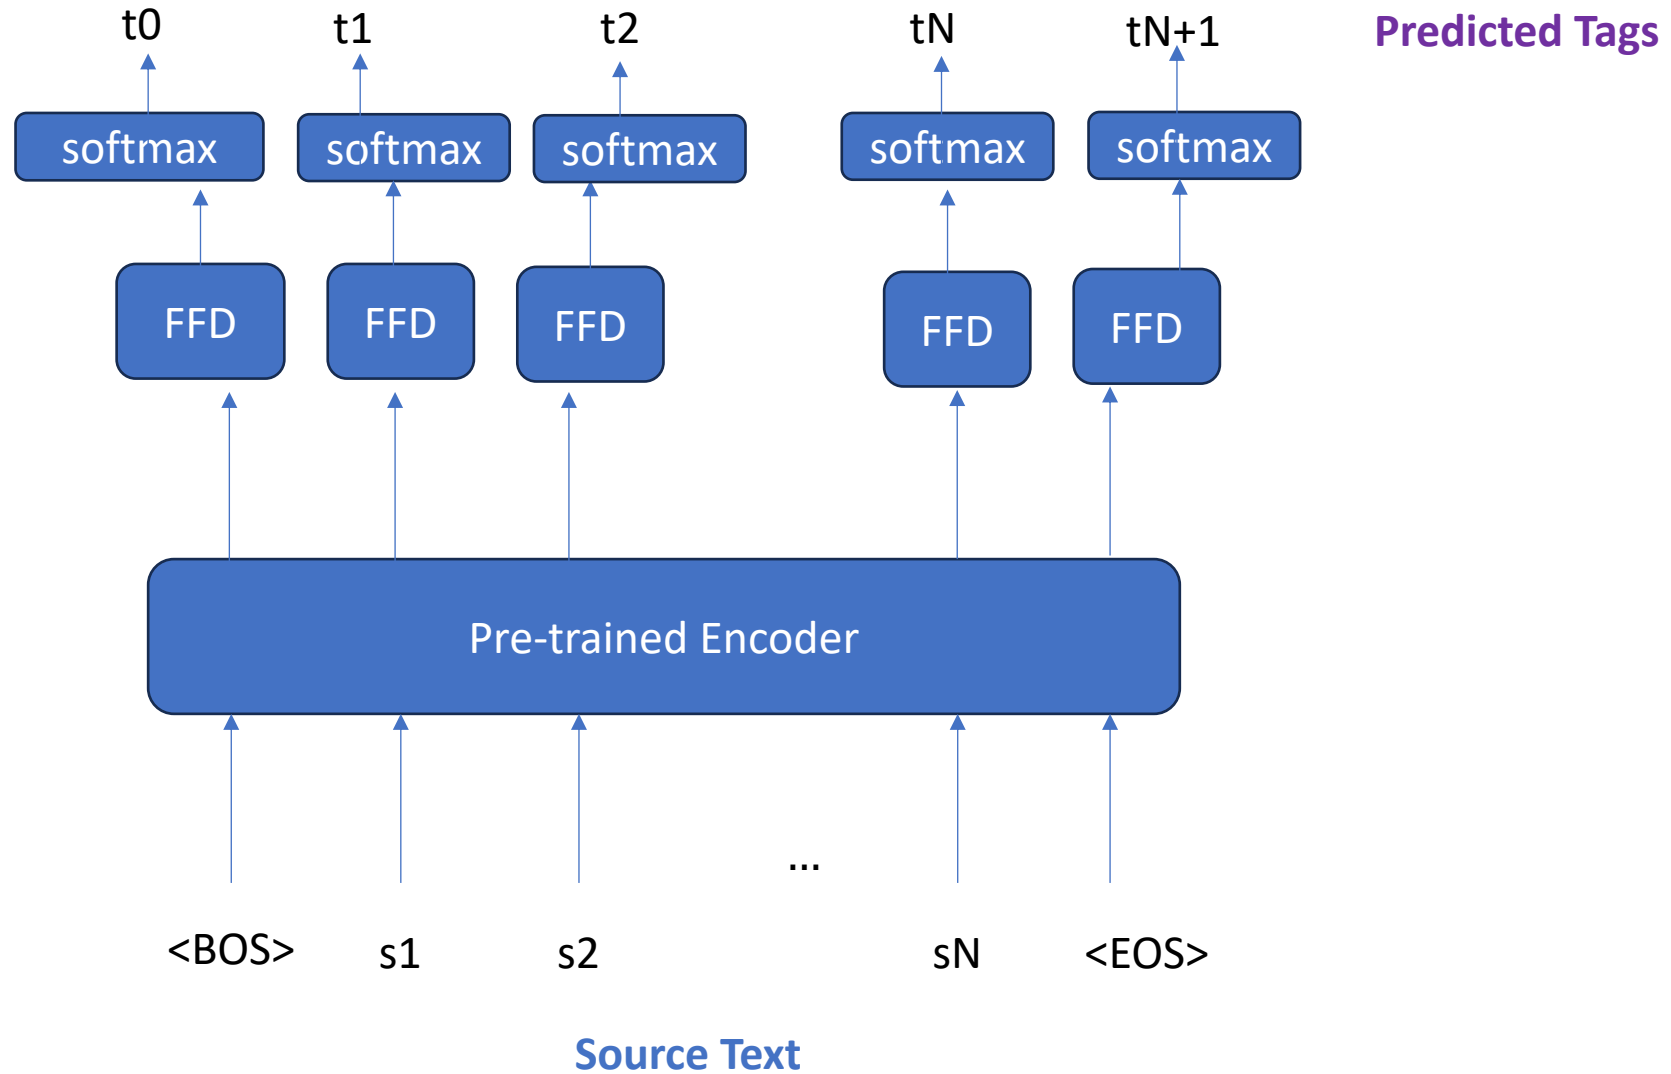 t0 t1 t2 tN tN+1 Predicted Tags
softmax softmax softmax softmax softmax
FFD FFD FFD FFD FFD
Pre-trained Encoder
...
<BOS> s1 s2 sN <EOS>
Source Text